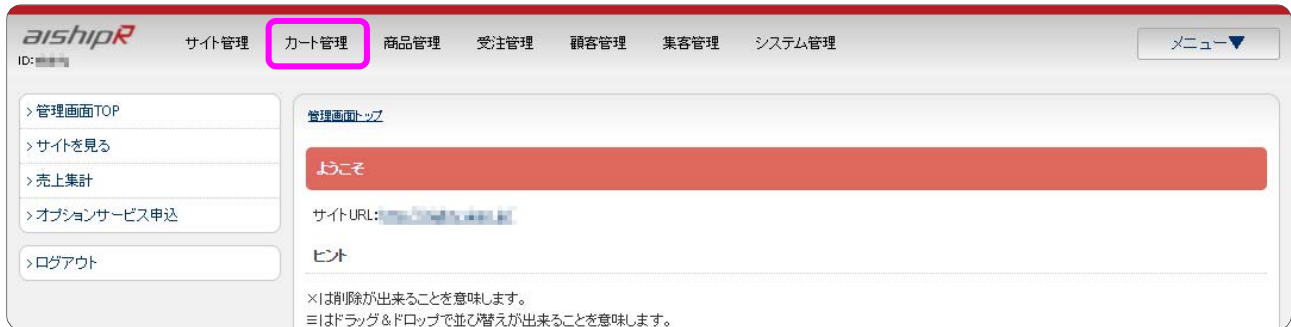 aishipR
サイト管理 カート管理 商品管理 受注管理 顧客管理 集客管理 システム管理 メニュー▼
ID:
>管理画面TOP
>サイトを見る
>売上集計
>オプションサービス申込
>ログアウト
管理画面トップ
ようこそ
サイトURL:
ヒント
×は削除が出来ることを意味します。
≡はドラッグ&ドロップで並び替えが出来ることを意味します。